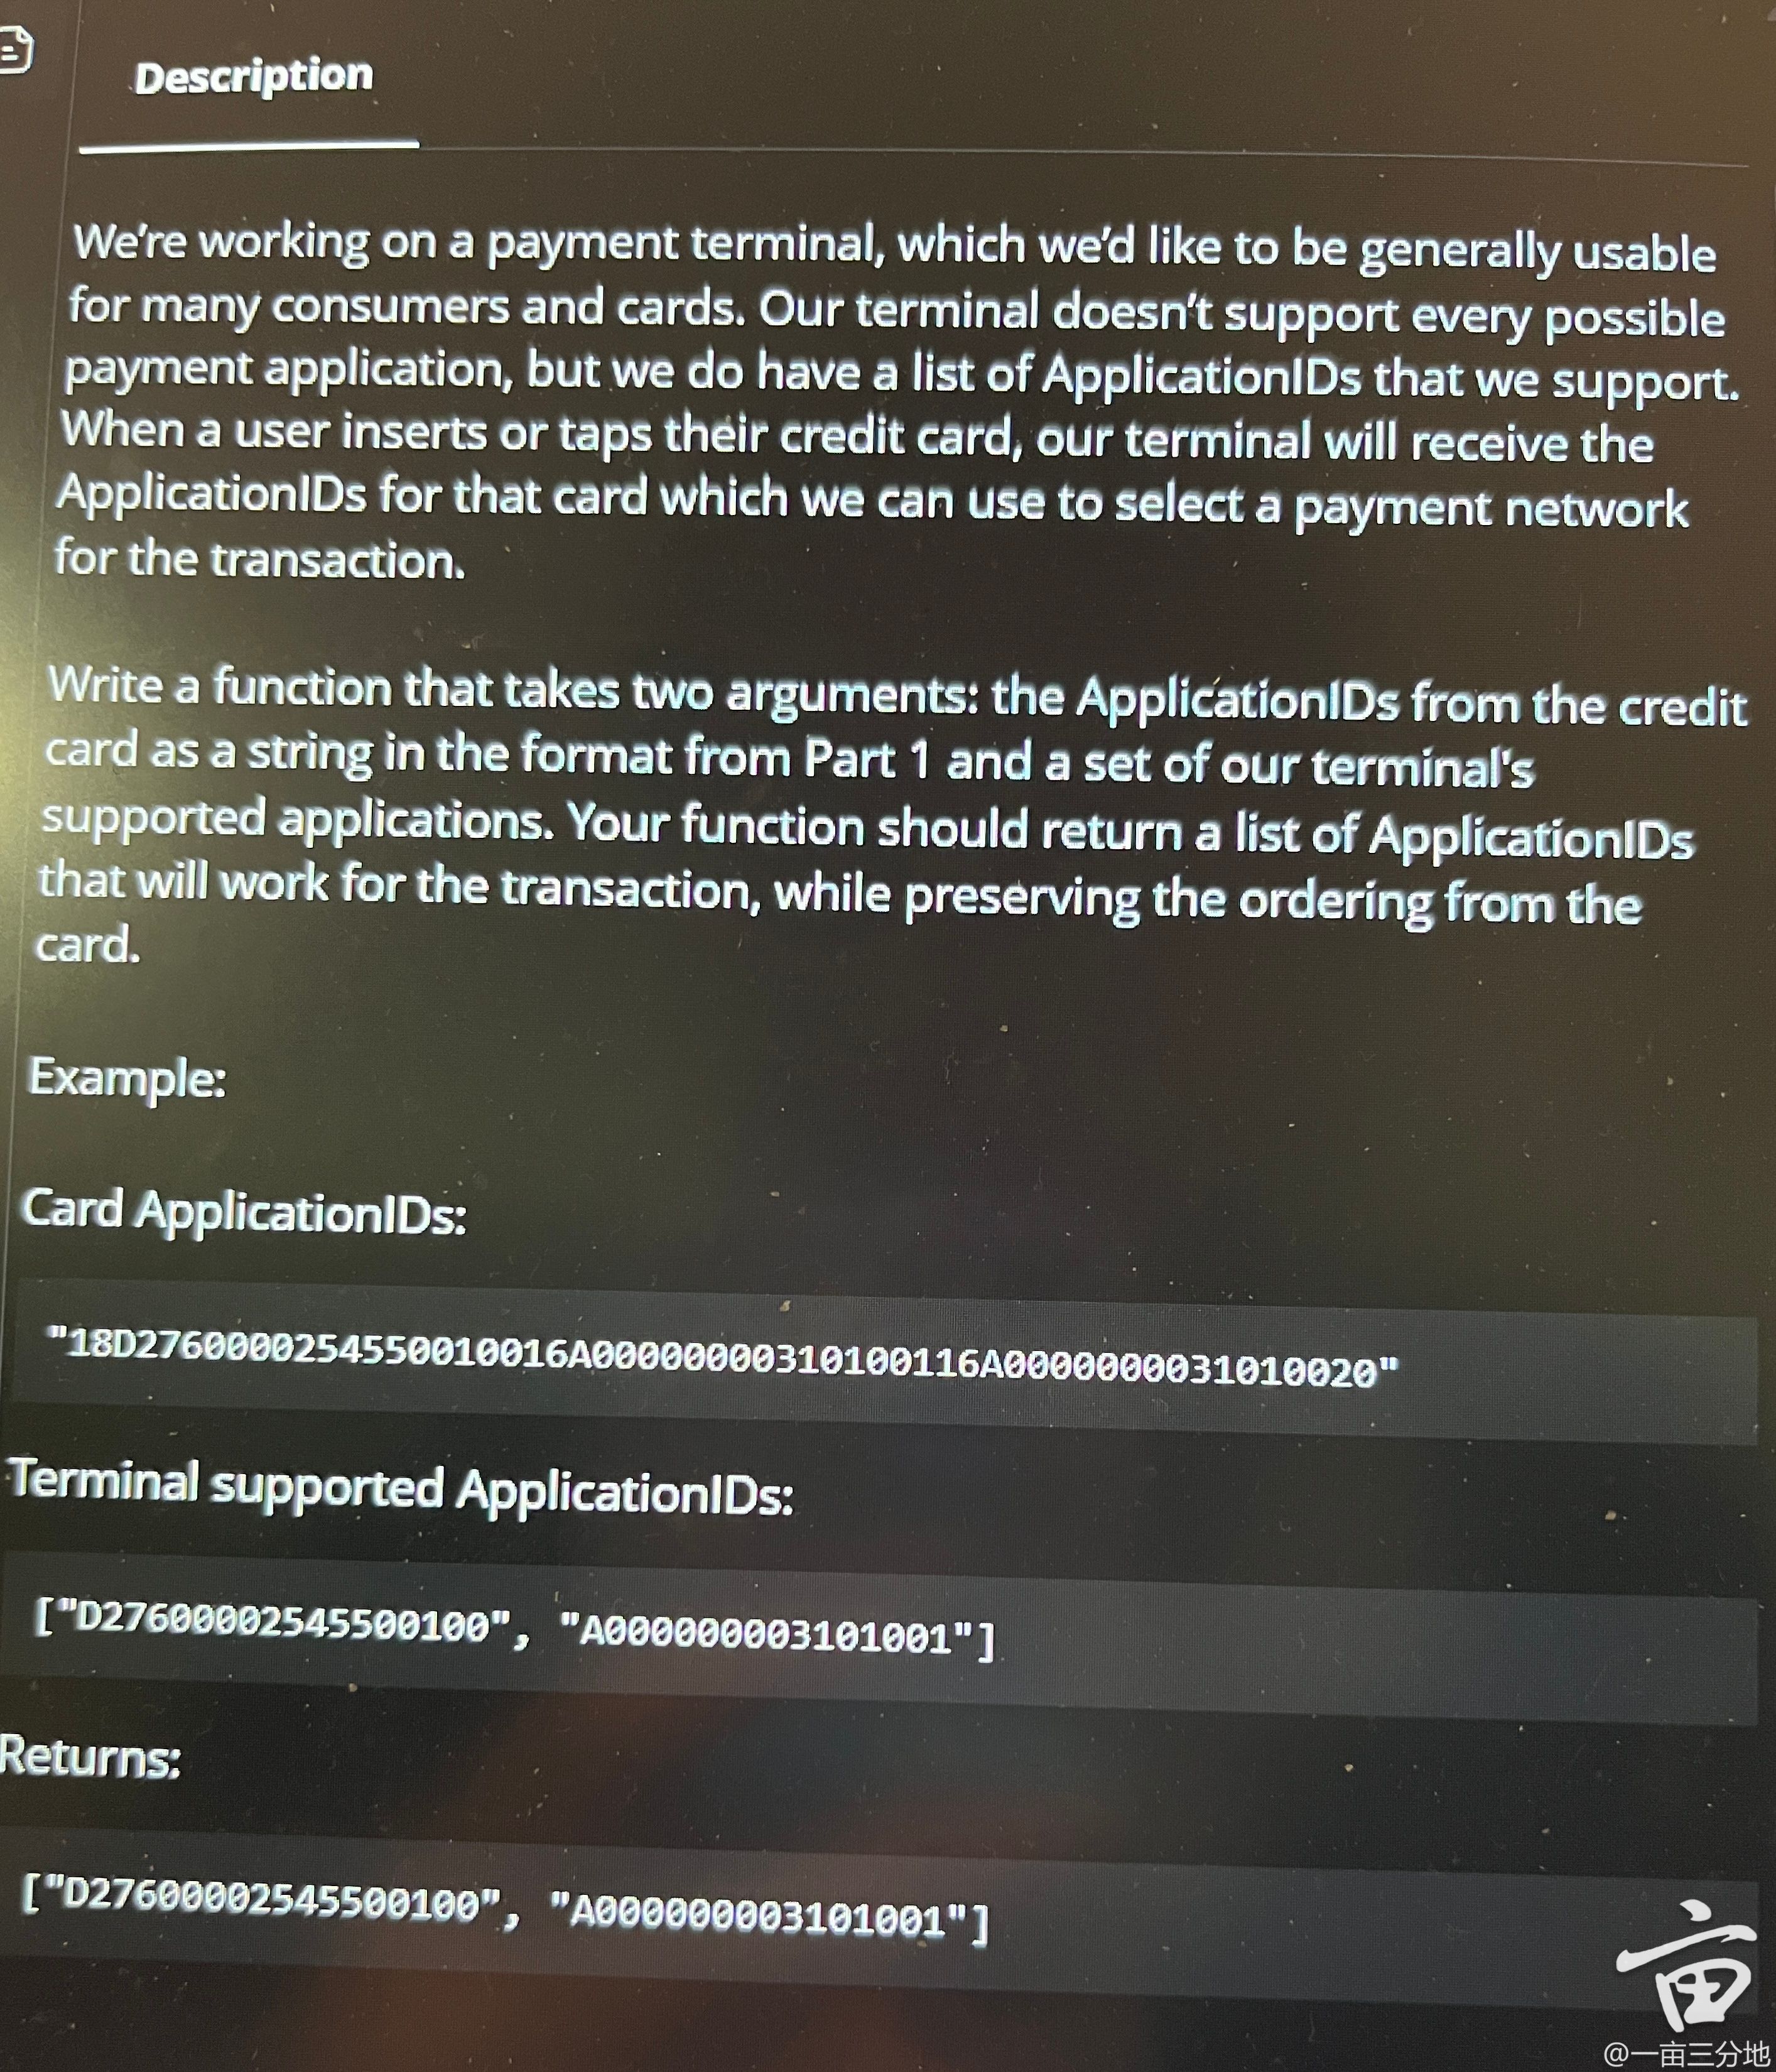 Description
We're working on a payment terminal, which we'd like to be generally usable
for many consumers and cards. Our terminal doesn't support every possible
payment application, but we do have a list of ApplicationIDs that we support.
When a user inserts or taps their credit card, our terminal will receive the
ApplicationIDs for that card which we can use to select a payment network
for the transaction.
Write a function that takes two arguments: the ApplicationIDs from the credit
card as a string in the format from Part 1 and a set of our terminal's
supported applications. Your function should return a list of ApplicationIDs
that will work for the transaction, while preserving the ordering from the
card.
Example:
Card ApplicationIDs:
"18D2760000254550010016A00000000310100116A0000000031010020"
Terminal supported ApplicationIDs:
["D27600002545500100", "A000000003101001"]
Returns:
["D27600002545500100", "A000000003101001"]
亩
@一亩三分地